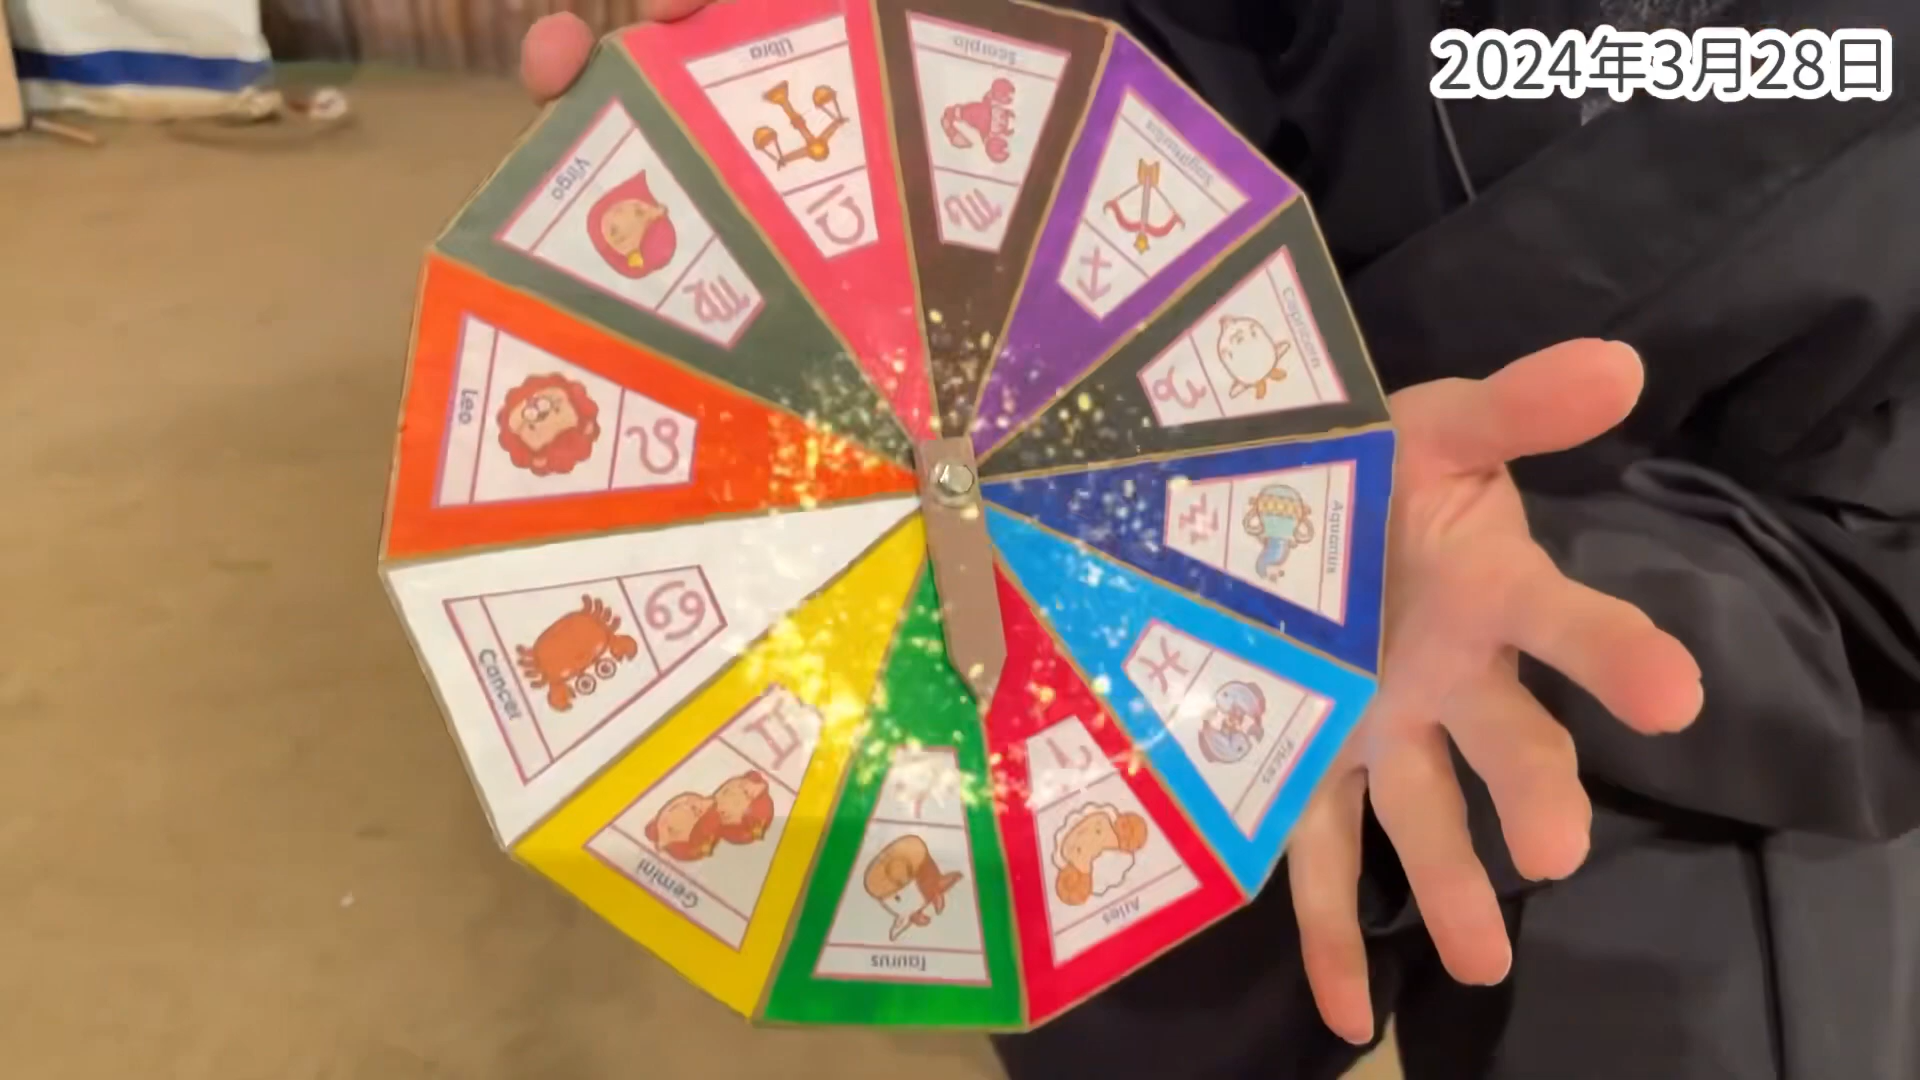 2024年3月28日
Libra
Scorpio
Sagittarius
Virgo
Capricorn
Leo
Aquarius
Cancer
Pisces
Gemini
Aries
Taurus